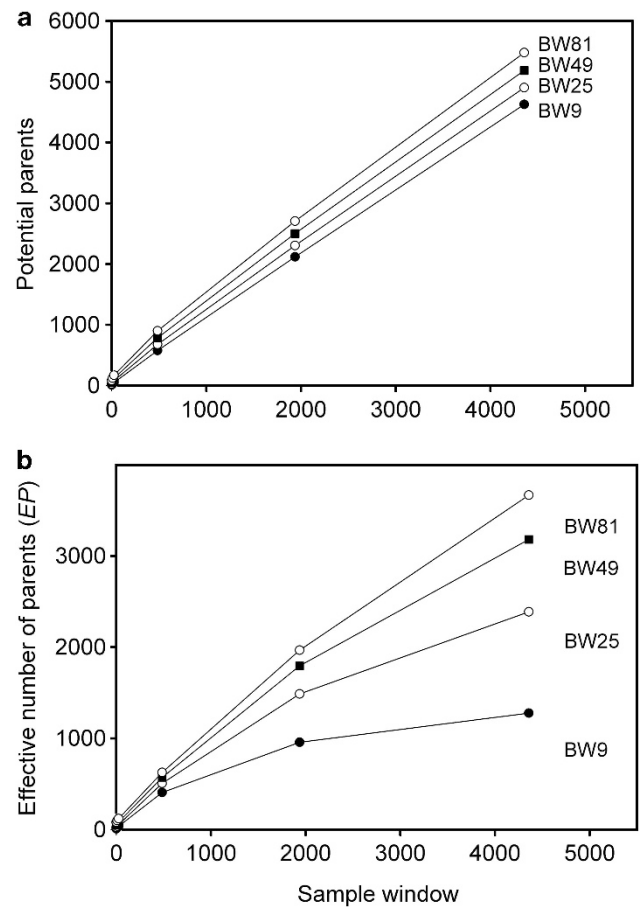 a
6000
5000
4000
3000
2000
1000
0
Potential parents
BW81
BW49
BW25
BW9
0 1000 2000 3000 4000 5000
b
3000
2000
1000
0
Effective number of parents (EP)
BW81
BW49
BW25
BW9
0 1000 2000 3000 4000 5000
Sample window